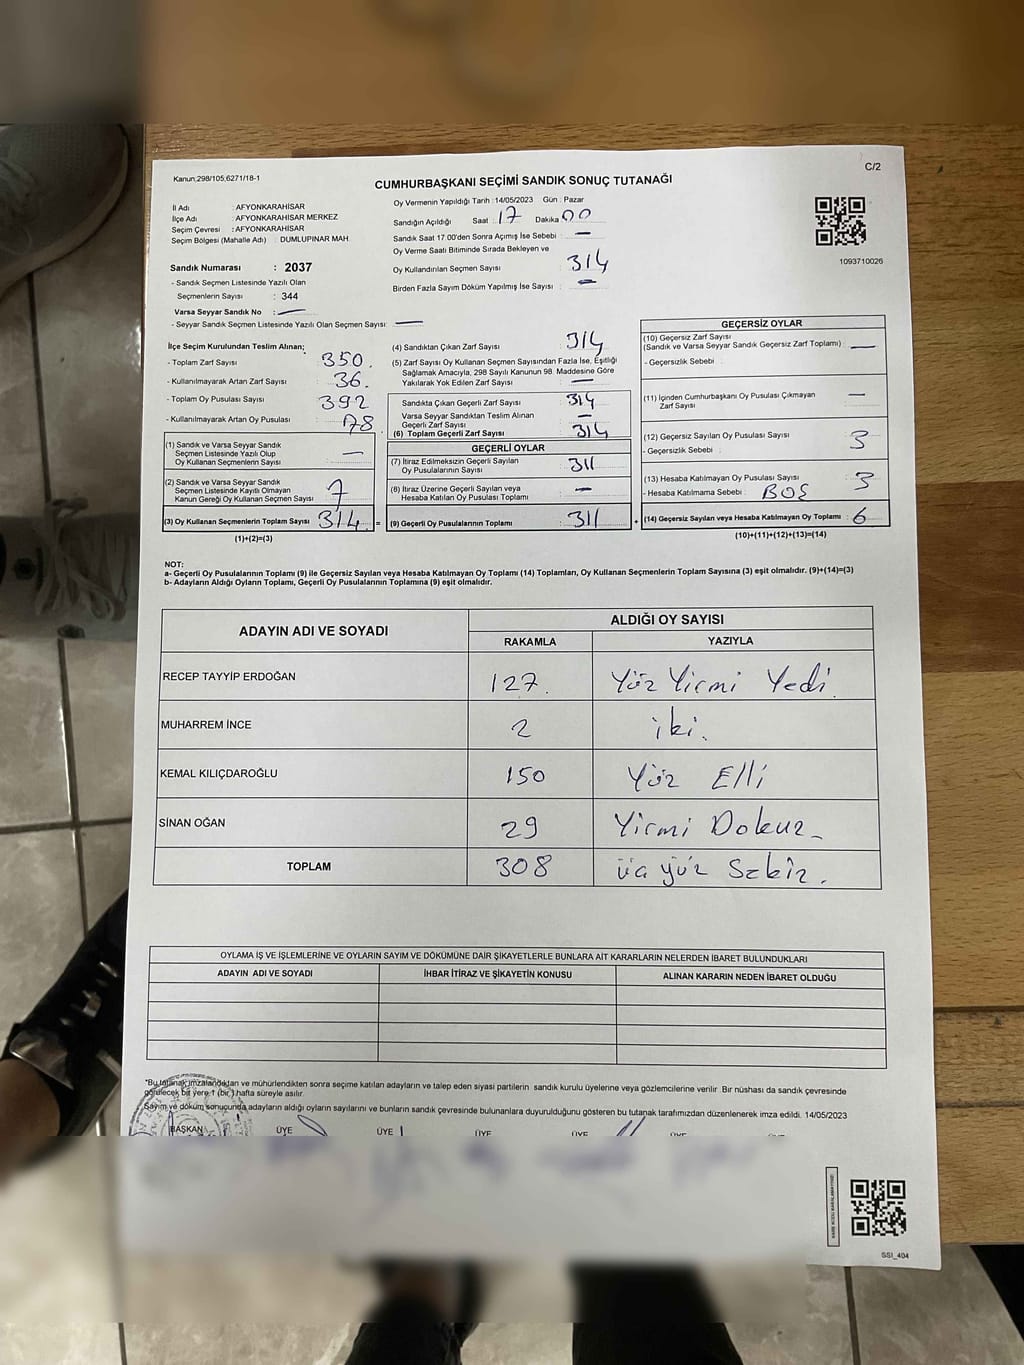 Kanun;298/105;6271/18-1
C/2
CUMHURBAŞKANI SEÇİMİ SANDIK SONUÇ TUTANAĞI
İl Adı : AFYONKARAHİSAR
İlçe Adı : AFYONKARAHİSAR MERKEZ
Seçim Çevresi : AFYONKARAHİSAR
Seçim Bölgesi (Mahalle Adı) : DUMLUPINAR MAH.
Oy Vermenin Yapıldığı Tarih : 14/05/2023 Gün : Pazar
Sandığın Açıldığı Saat : 17 Dakika 00
Sandık Saat 17.00'den Sonra Açılmış İse Sebebi : —
Oy Verme Saati Bitiminde Sırada Bekleyen ve
Oy Kullandırılan Seçmen Sayısı : 314
Birden Fazla Sayım Döküm Yapılmış İse Sayısı : —
1093710026
Sandık Numarası : 2037
- Sandık Seçmen Listesinde Yazılı Olan
Seçmenlerin Sayısı : 344
Varsa Seyyar Sandık No : —
- Seyyar Sandık Seçmen Listesinde Yazılı Olan Seçmen Sayısı: —
İlçe Seçim Kurulundan Teslim Alınan;
- Toplam Zarf Sayısı : 350.
- Kullanılmayarak Artan Zarf Sayısı : 36.
- Toplam Oy Pusulası Sayısı : 392
- Kullanılmayarak Artan Oy Pusulası : 78
(1) Sandık ve Varsa Seyyar Sandık
Seçmen Listesinde Yazılı Olup
Oy Kullanan Seçmenlerin Sayısı : —
(2) Sandık ve Varsa Seyyar Sandık
Seçmen Listesinde Kayıtlı Olmayan
Kanun Gereği Oy Kullanan Seçmen Sayısı : 7
(3) Oy Kullanan Seçmenlerin Toplam Sayısı : 314. =
(1)+(2)=(3)
(4) Sandıktan Çıkan Zarf Sayısı : 314
(5) Zarf Sayısı Oy Kullanan Seçmen Sayısından Fazla İse, Eşitliği
Sağlamak Amacıyla, 298 Sayılı Kanunun 98. Maddesine Göre
Yakılarak Yok Edilen Zarf Sayısı : —
Sandıkta Çıkan Geçerli Zarf Sayısı : 314
Varsa Seyyar Sandıktan Teslim Alınan
Geçerli Zarf Sayısı : —
(6) Toplam Geçerli Zarf Sayısı : 314
GEÇERLİ OYLAR
(7) İtiraz Edilmeksizin Geçerli Sayılan
Oy Pusulalarının Sayısı : 311
(8) İtiraz Üzerine Geçerli Sayılan veya
Hesaba Katılan Oy Pusulası Toplamı : —
(9) Geçerli Oy Pusulalarının Toplamı : 311 +
GEÇERSİZ OYLAR
(10) Geçersiz Zarf Sayısı
(Sandık ve Varsa Seyyar Sandık Geçersiz Zarf Toplamı) : —
- Geçersizlik Sebebi :
(11) İçinden Cumhurbaşkanı Oy Pusulası Çıkmayan
Zarf Sayısı : —
(12) Geçersiz Sayılan Oy Pusulası Sayısı : 3
- Geçersizlik Sebebi :
(13) Hesaba Katılmayan Oy Pusulası Sayısı : 3
- Hesaba Katılmama Sebebi : BOŞ
(14) Geçersiz Sayılan veya Hesaba Katılmayan Oy Toplamı : 6
(10)+(11)+(12)+(13)=(14)
NOT:
a- Geçerli Oy Pusulalarının Toplamı (9) ile Geçersiz Sayılan veya Hesaba Katılmayan Oy Toplamı (14) Toplamları, Oy Kullanan Seçmenlerin Toplam Sayısına (3) eşit olmalıdır. (9)+(14)=(3)
b- Adayların Aldığı Oyların Toplamı, Geçerli Oy Pusulalarının Toplamına (9) eşit olmalıdır.
ADAYIN ADI VE SOYADI ALDIĞI OY SAYISI
RAKAMLA YAZIYLA
RECEP TAYYİP ERDOĞAN 127. Yüz Yirmi Yedi
MUHARREM İNCE 2 iki.
KEMAL KILIÇDAROĞLU 150 Yüz Elli
SİNAN OĞAN 29 Yirmi Dokuz
TOPLAM 308 üç yüz Sekiz.
OYLAMA İŞ VE İŞLEMLERİNE VE OYLARIN SAYIM VE DÖKÜMÜNE DAİR ŞİKAYETLERLE BUNLARA AİT KARARLARIN NELERDEN İBARET BULUNDUKLARI
ADAYIN ADI VE SOYADI İHBAR İTİRAZ VE ŞİKAYETİN KONUSU ALINAN KARARIN NEDEN İBARET OLDUĞU
"Bu tutanak imzalandıktan ve mühürlendikten sonra seçime katılan adayların ve talep eden siyasi partilerin sandık kurulu üyelerine veya gözlemcilerine verilir. Bir nüshası da sandık çevresinde
görülecek bir yere 1 (bir) hafta süreyle asılır.
Sayım ve döküm sonucunda adayların aldığı oyların sayılarını ve bunların sandık çevresinde bulunanlara duyurulduğunu gösteren bu tutanak tarafımızdan düzenlenerek imza edildi. 14/05/2023
BAŞKAN ÜYE ÜYE ÜYE ÜYE ÜYE
SSİ_404